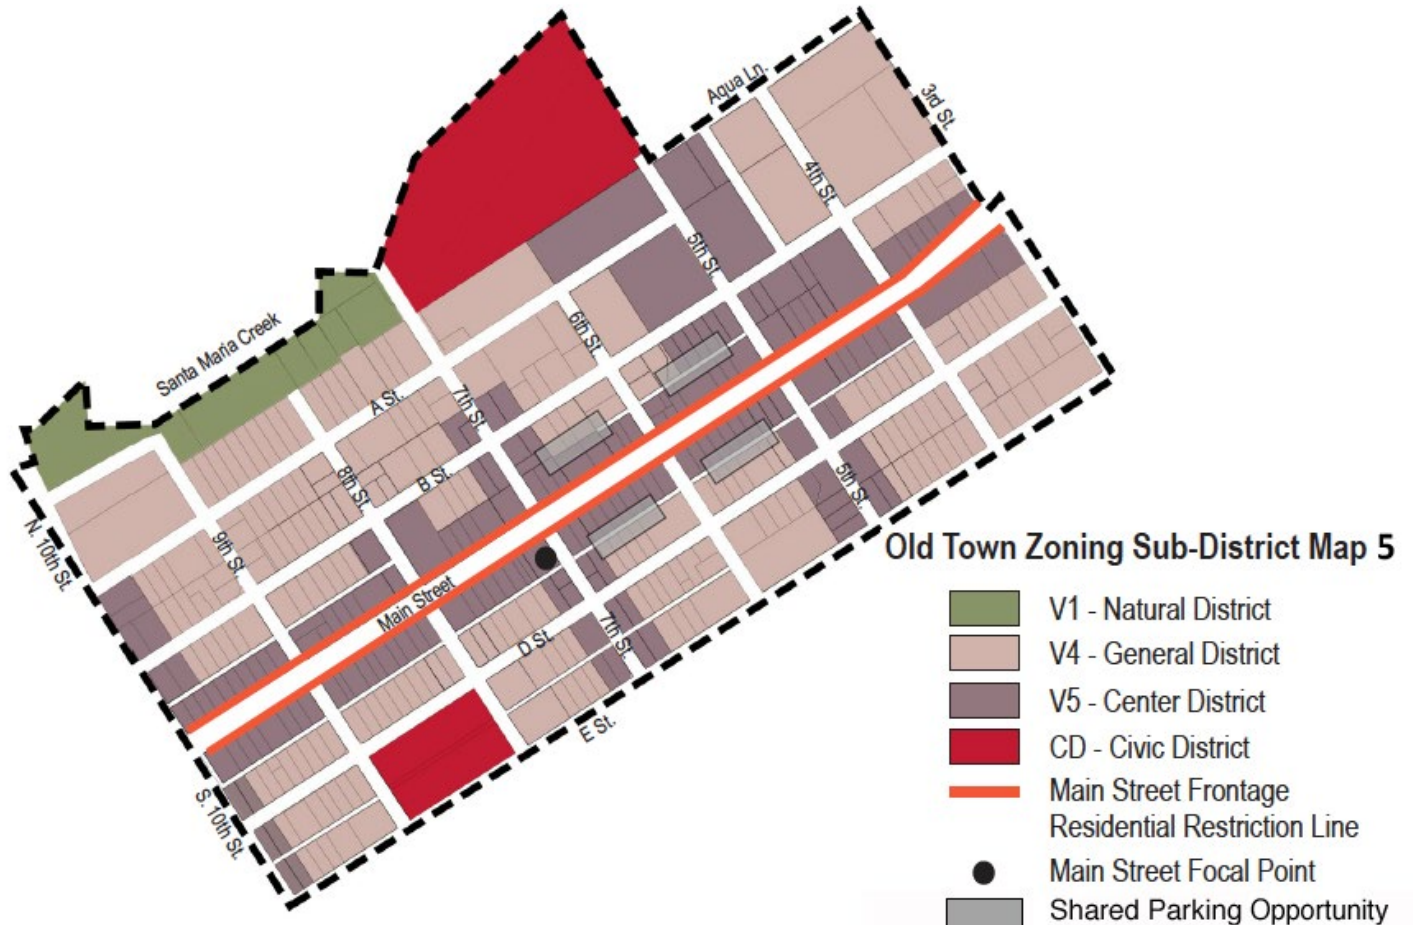 Aqua Ln.
3rd St.
4th St.
5th St.
6th St.
Santa Maria Creek
A St.
7th St.
8th St.
B St.
9th St.
N. 10th St.
Main Street
5th St.
7th St.
D St.
E St.
S. 10th St.
Old Town Zoning Sub-District Map 5
V1 - Natural District
V4 - General District
V5 - Center District
CD - Civic District
Main Street Frontage
Residential Restriction Line
Main Street Focal Point
Shared Parking Opportunity